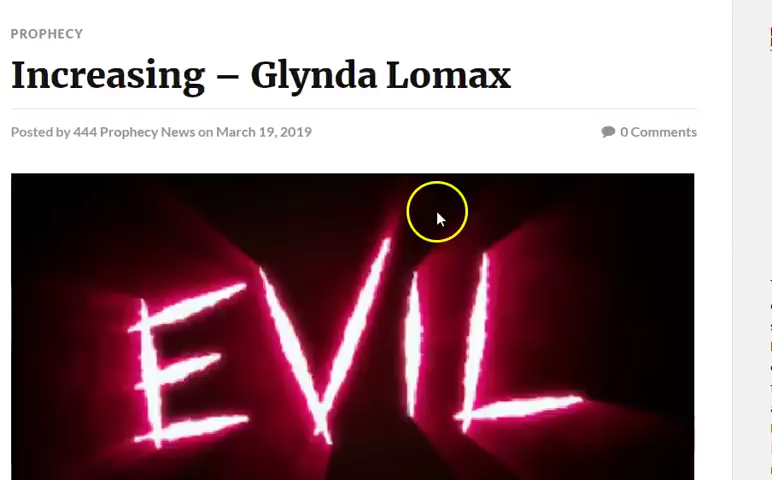 PROPHECY
Increasing – Glynda Lomax
Posted by 444 Prophecy News on March 19, 2019
0 Comments
EVIL